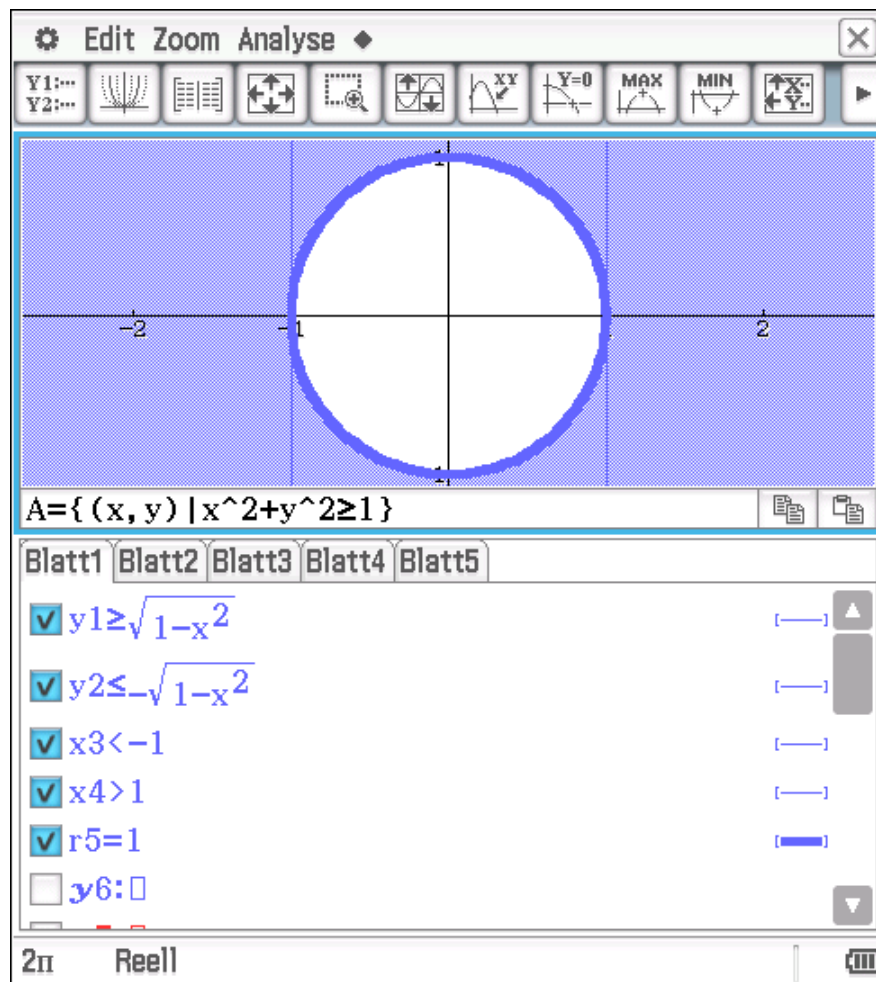 Edit Zoom Analyse ◆
Y1:··· Y2:··· XY Y=0 MAX MIN X·· Y··
1
-2 -1 2
1
A={(x,y)|x^2+y^2≥1}
Blatt1 Blatt2 Blatt3 Blatt4 Blatt5
y1≥√1-x²
y2≤-√1-x²
x3<-1
x4>1
r5=1
y6:□
2π Reell